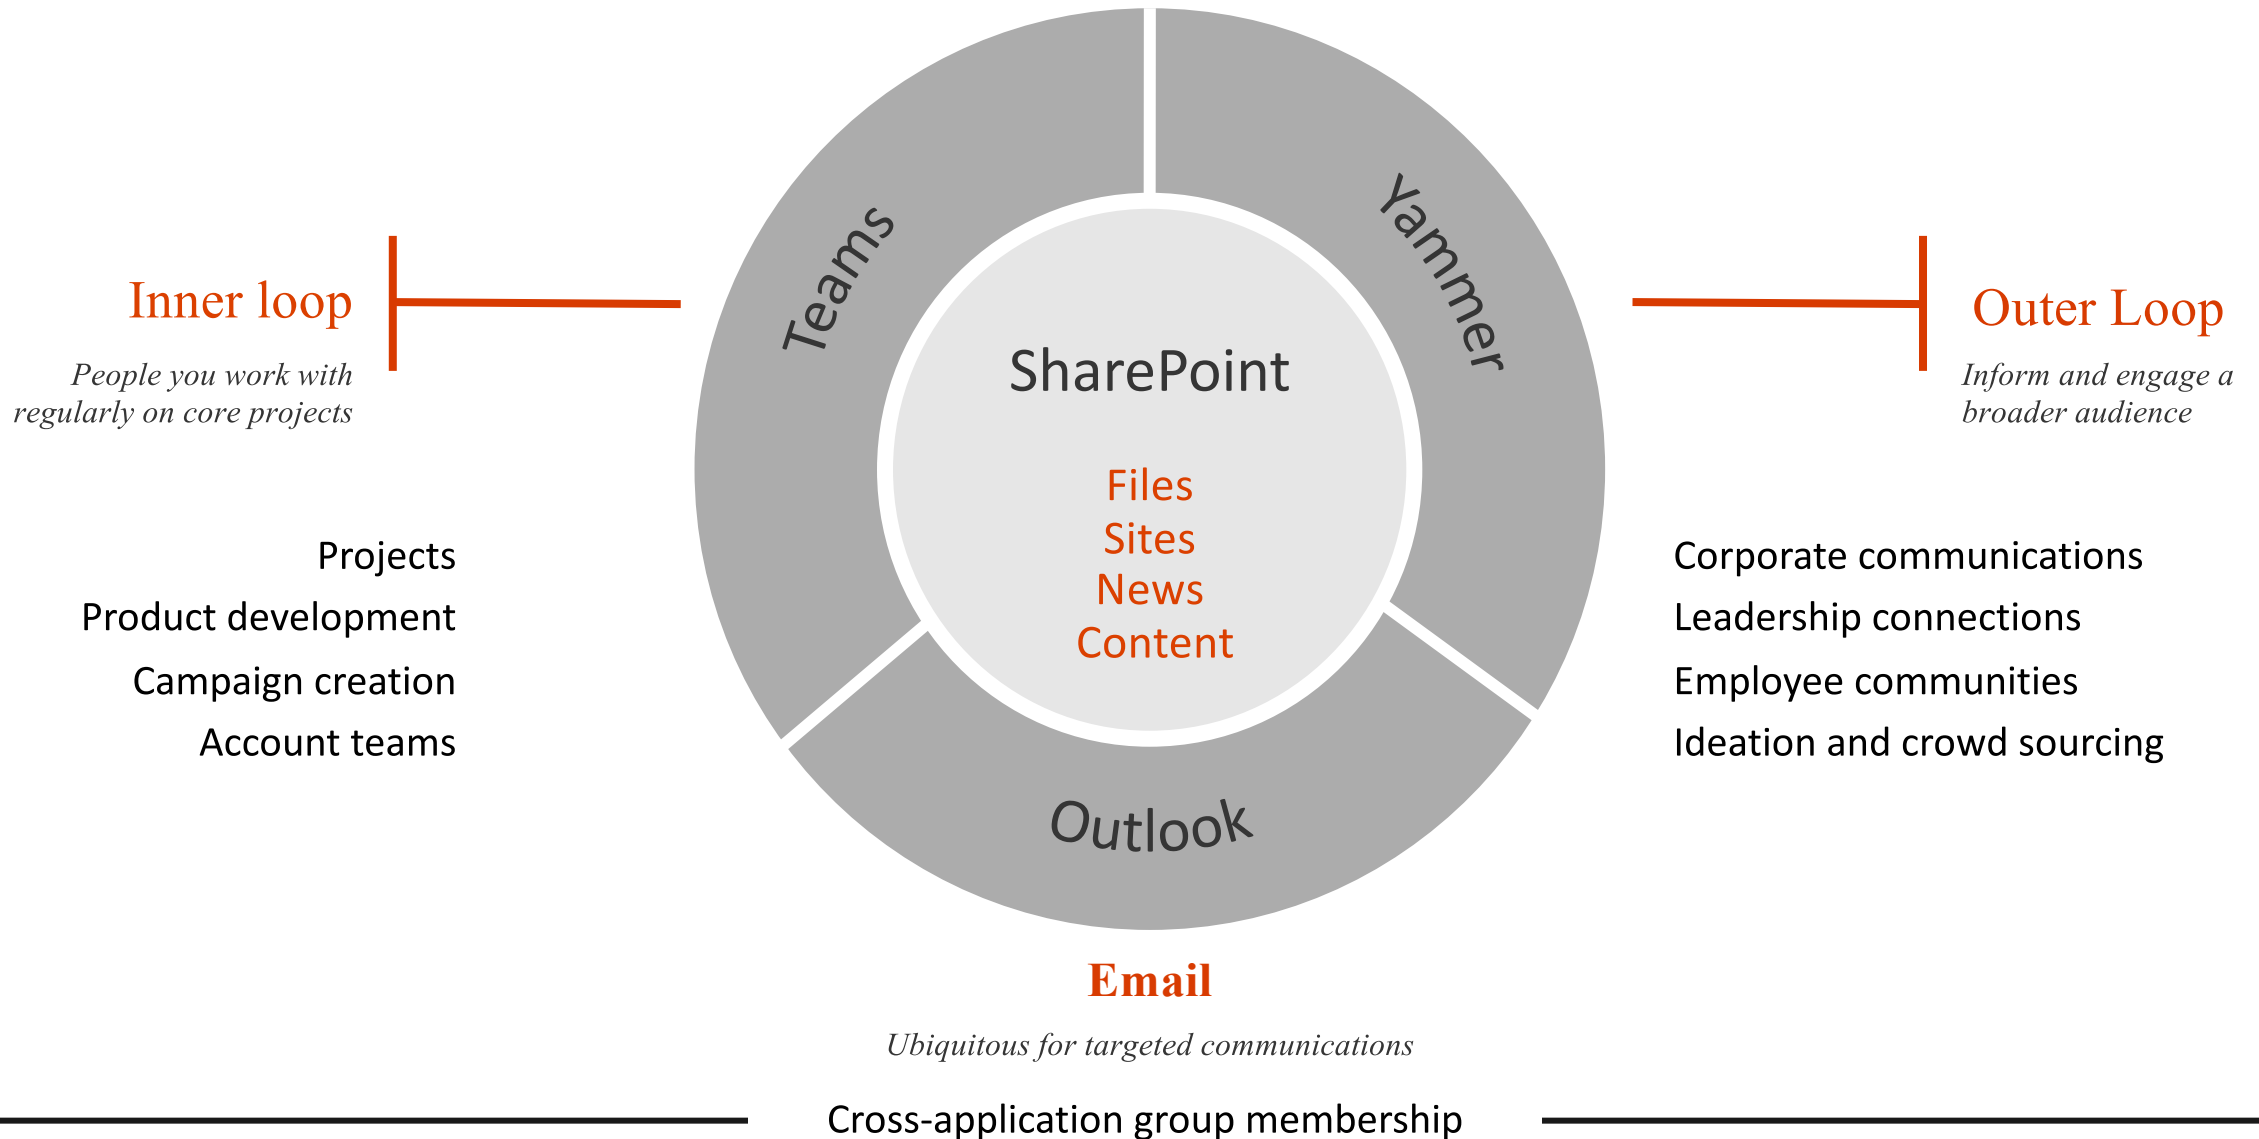 Teams
Yammer
Inner loop
People you work with
regularly on core projects
Outer Loop
Inform and engage a
broader audience
SharePoint
Files
Sites
News
Content
Projects
Product development
Campaign creation
Account teams
Corporate communications
Leadership connections
Employee communities
Ideation and crowd sourcing
Outlook
Email
Ubiquitous for targeted communications
Cross-application group membership